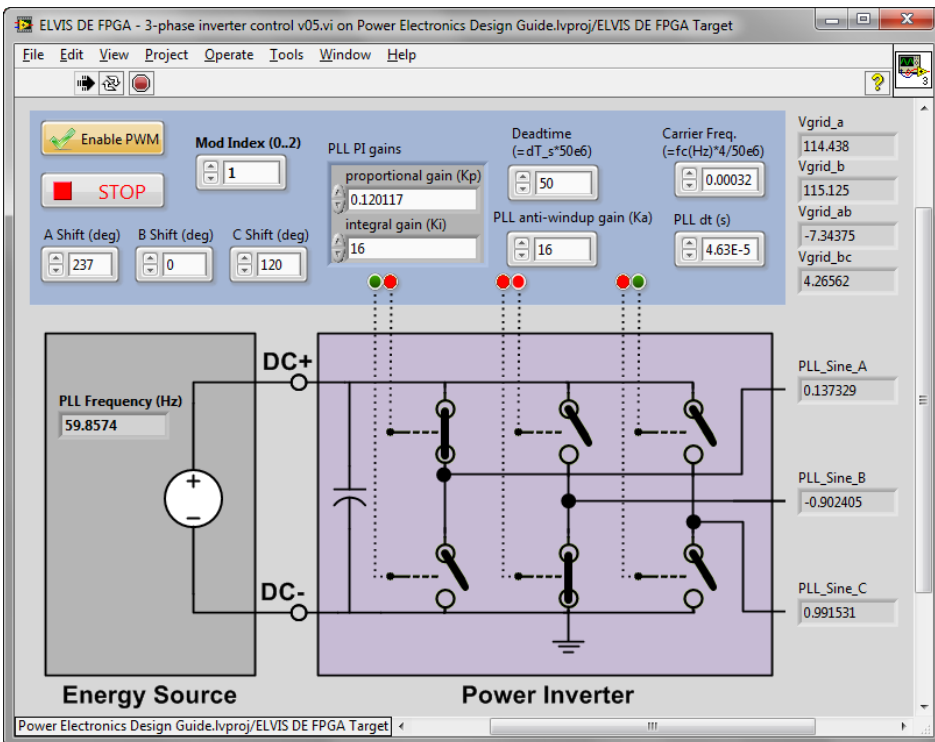 ELVIS DE FPGA - 3-phase inverter control v05.vi on Power Electronics Design Guide.lvproj/ELVIS DE FPGA Target
File Edit View Project Operate Tools Window Help
?
3
Enable PWM
STOP
Mod Index (0..2)
1
A Shift (deg) B Shift (deg) C Shift (deg)
237 0 120
PLL PI gains
proportional gain (Kp)
0.120117
integral gain (Ki)
16
Deadtime
(=dT_s*50e6)
50
PLL anti-windup gain (Ka)
16
Carrier Freq.
(=fc(Hz)*4/50e6)
0.00032
PLL dt (s)
4.63E-5
Vgrid_a
114.438
Vgrid_b
115.125
Vgrid_ab
-7.34375
Vgrid_bc
4.26562
PLL Frequency (Hz)
59.8574
+
−
DC+
DC-
PLL_Sine_A
0.137329
PLL_Sine_B
-0.902405
PLL_Sine_C
0.991531
Energy Source
Power Inverter
Power Electronics Design Guide.lvproj/ELVIS DE FPGA Target